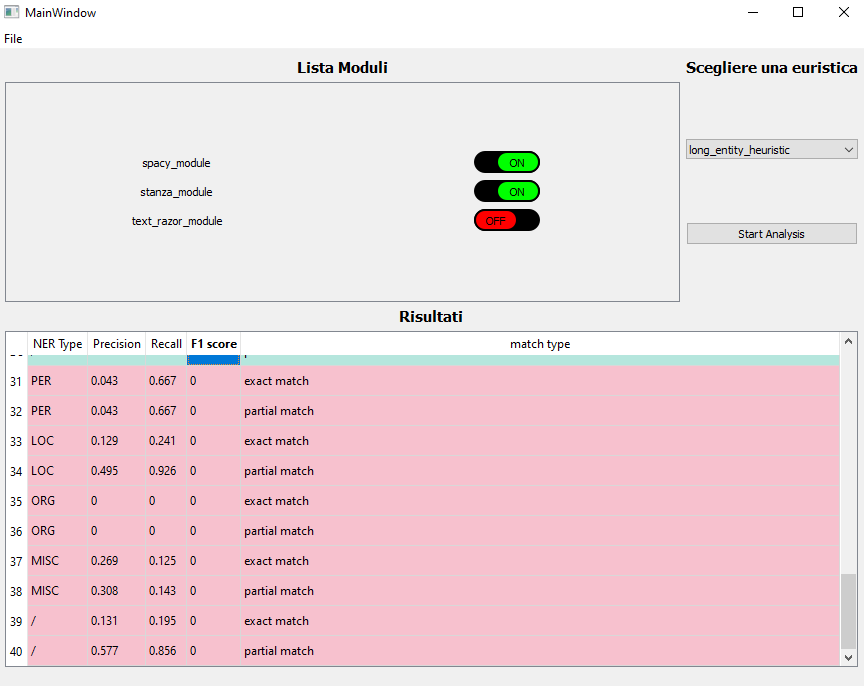 MainWindow
File
Lista Moduli
Scegliere una euristica
spacy_module ON
stanza_module ON
text_razor_module OFF
long_entity_heuristic
Start Analysis
Risultati
NER Type Precision Recall F1 score match type
31 PER 0.043 0.667 0 exact match
32 PER 0.043 0.667 0 partial match
33 LOC 0.129 0.241 0 exact match
34 LOC 0.495 0.926 0 partial match
35 ORG 0 0 0 exact match
36 ORG 0 0 0 partial match
37 MISC 0.269 0.125 0 exact match
38 MISC 0.308 0.143 0 partial match
39 / 0.131 0.195 0 exact match
40 / 0.577 0.856 0 partial match